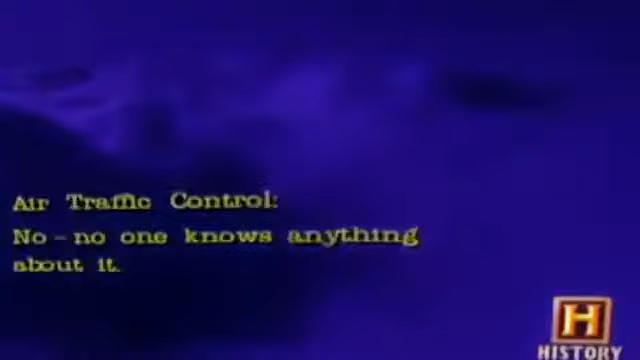 Air Traffic Control:
No - no one knows anything
about it.
H
HISTORY